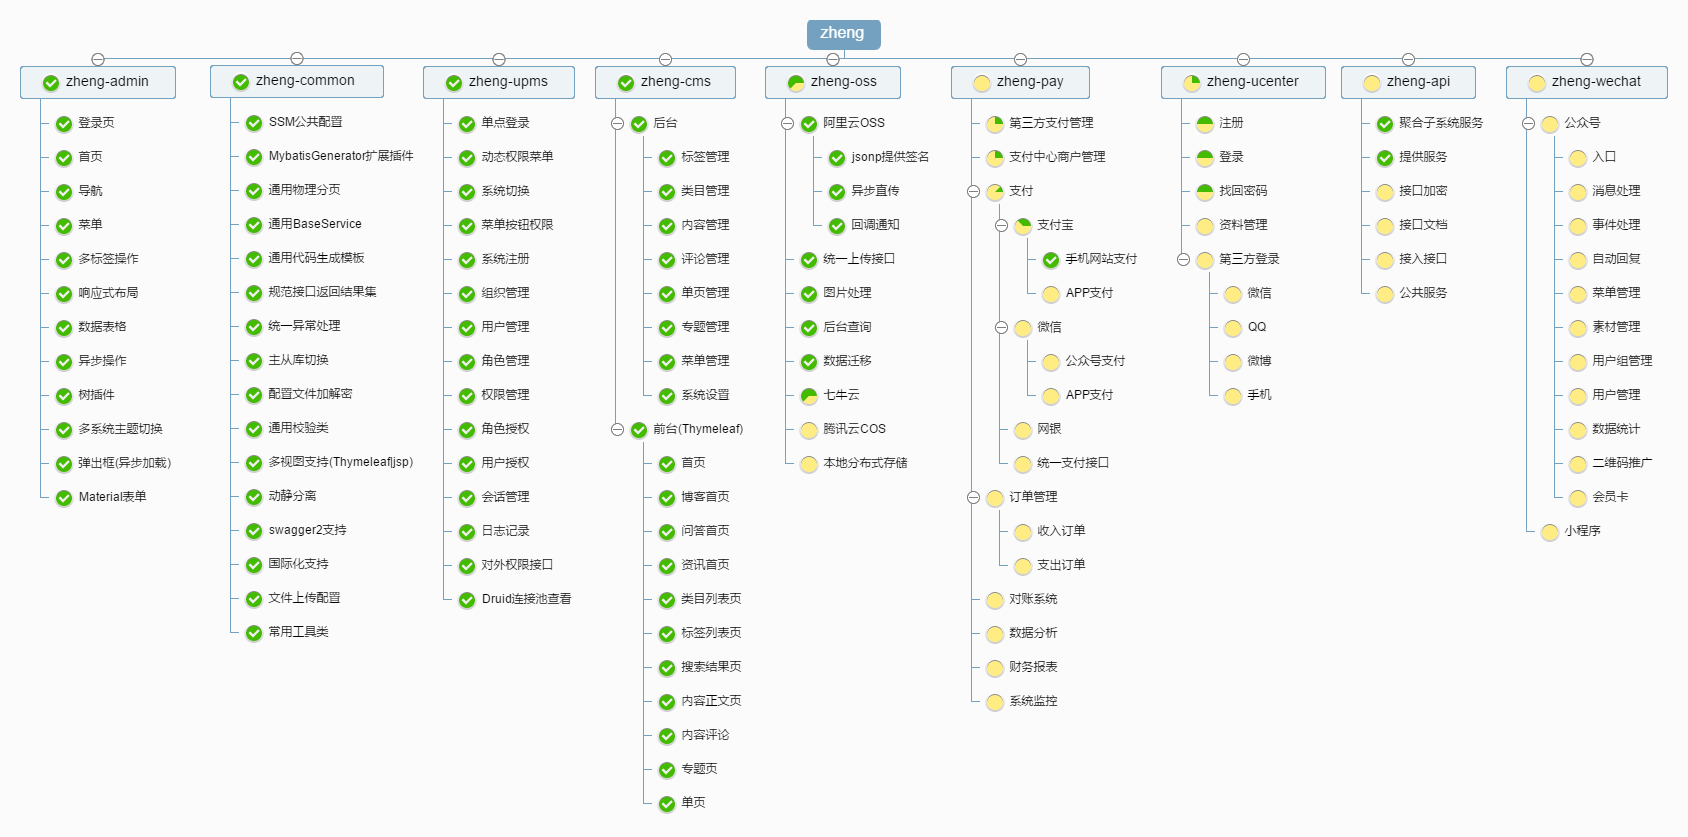 zheng
zheng-admin
登录页
首页
导航
菜单
多标签操作
响应式布局
数据表格
异步操作
树插件
多系统主题切换
弹出框(异步加载)
Material表单
zheng-common
SSM公共配置
MybatisGenerator扩展插件
通用物理分页
通用BaseService
通用代码生成模板
规范接口返回结果集
统一异常处理
主从库切换
配置文件加解密
通用校验类
多视图支持(Thymeleaf|jsp)
动静分离
swagger2支持
国际化支持
文件上传配置
常用工具类
zheng-upms
单点登录
动态权限菜单
系统切换
菜单按钮权限
系统注册
组织管理
用户管理
角色管理
权限管理
角色授权
用户授权
会话管理
日志记录
对外权限接口
Druid连接池查看
zheng-cms
后台
标签管理
类目管理
内容管理
评论管理
单页管理
专题管理
菜单管理
系统设置
前台(Thymeleaf)
首页
博客首页
问答首页
资讯首页
类目列表页
标签列表页
搜索结果页
内容正文页
内容评论
专题页
单页
zheng-oss
阿里云OSS
jsonp提供签名
异步直传
回调通知
统一上传接口
图片处理
后台查询
数据迁移
七牛云
腾讯云COS
本地分布式存储
zheng-pay
第三方支付管理
支付中心商户管理
支付
支付宝
手机网站支付
APP支付
微信
公众号支付
APP支付
网银
统一支付接口
订单管理
收入订单
支出订单
对账系统
数据分析
财务报表
系统监控
zheng-ucenter
注册
登录
找回密码
资料管理
第三方登录
微信
QQ
微博
手机
zheng-api
聚合子系统服务
提供服务
接口加密
接口文档
接入接口
公共服务
zheng-wechat
公众号
入口
消息处理
事件处理
自动回复
菜单管理
素材管理
用户组管理
用户管理
数据统计
二维码推广
会员卡
小程序